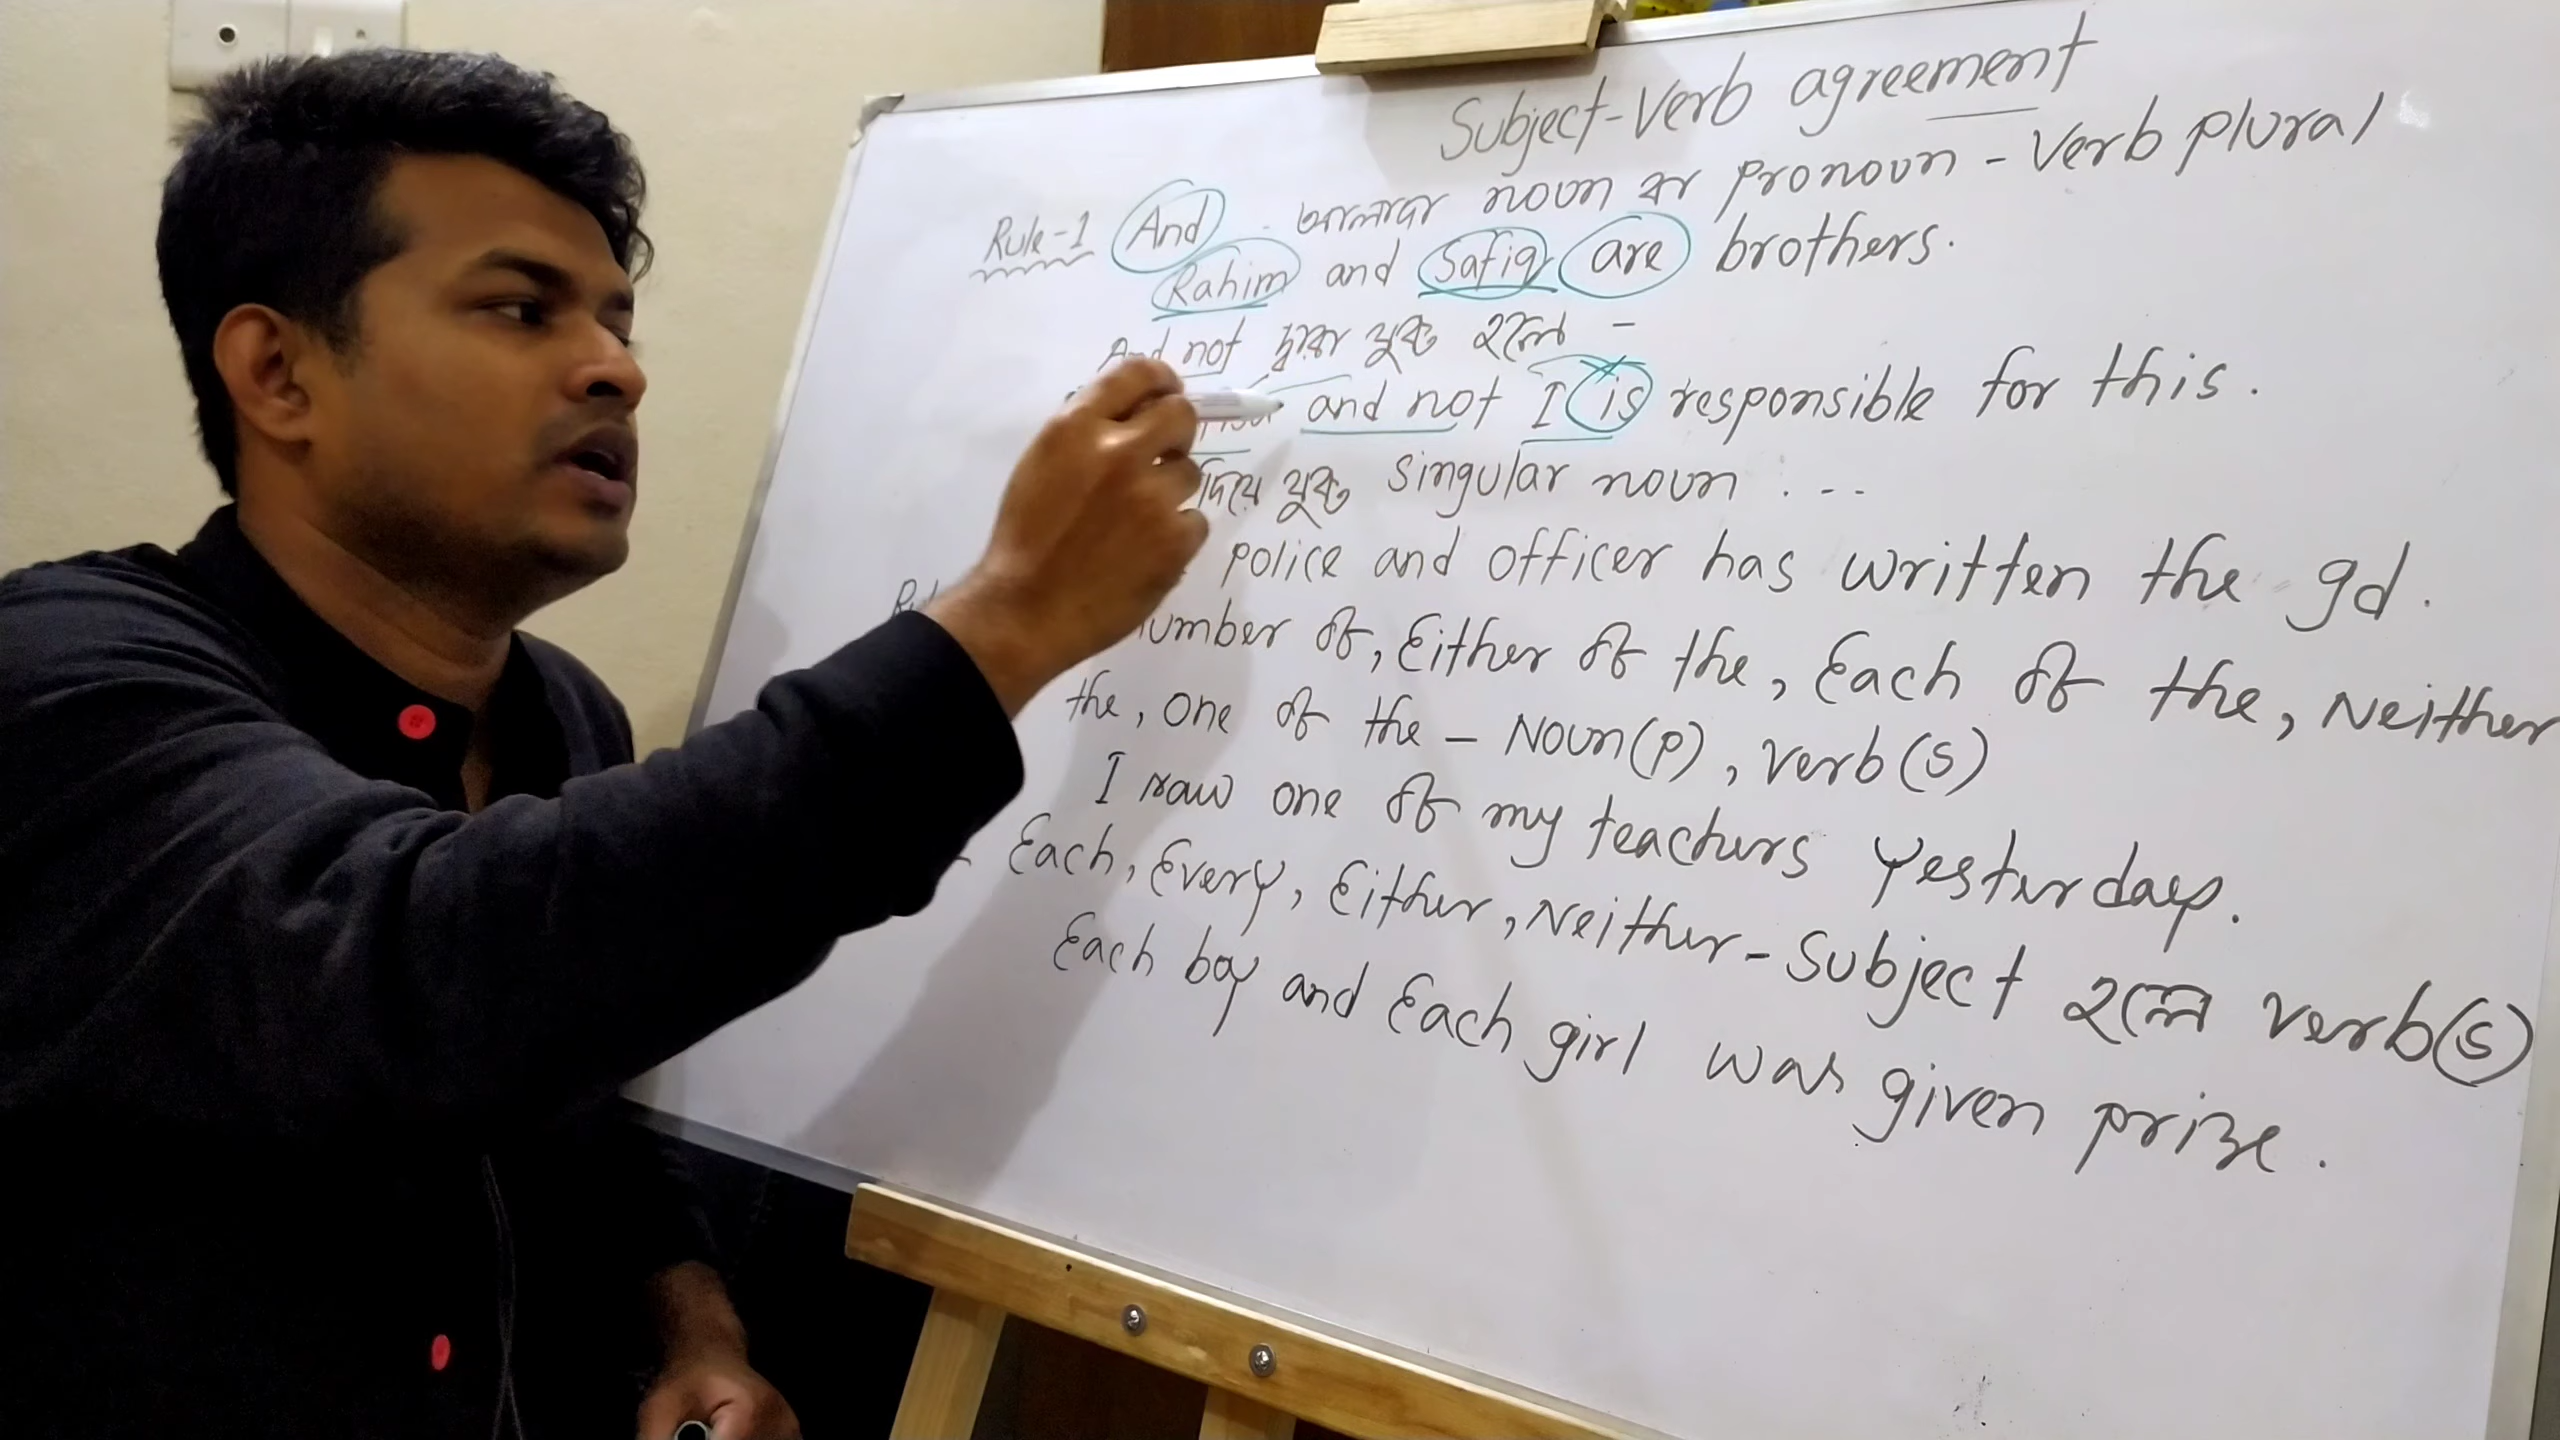 Subject-Verb agreement
Rule-1 And - আলাদা noun বা pronoun - Verb plural
Rahim and Safiq are brothers.
And not দ্বারা যুক্ত হলে -
and not I is responsible for this.
দিয়ে যুক্ত singular noun . --
police and officer has written the gd.
number of, Either of the, Each of the, Neither
the, one of the - Noun(p), verb(s)
I saw one of my teachers yesterday.
- Each, Every, Either, Neither - Subject হলে verb(s)
Each boy and Each girl was given prize.